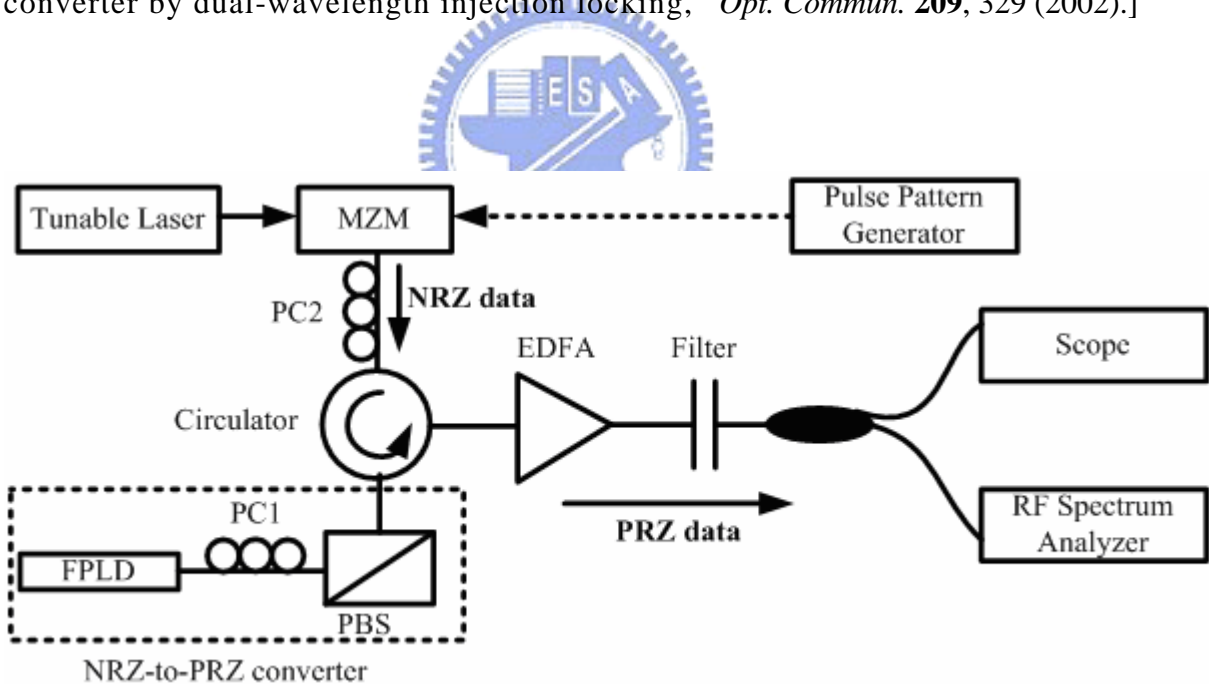 converter by dual-wavelength injection locking," Opt. Commun. 209, 329 (2002).]
E S A
Tunable Laser
MZM
Pulse Pattern
Generator
PC2
NRZ data
EDFA
Filter
Scope
Circulator
PC1
FPLD
PBS
PRZ data
RF Spectrum
Analyzer
NRZ-to-PRZ converter